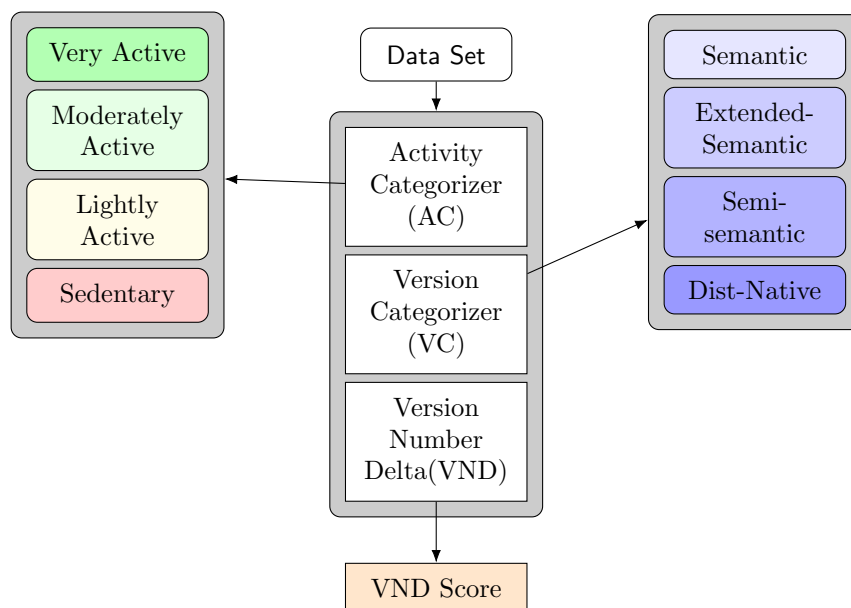 Very Active
Moderately
Active
Lightly
Active
Sedentary
Data Set
Activity
Categorizer
(AC)
Version
Categorizer
(VC)
Version
Number
Delta(VND)
VND Score
Semantic
Extended-
Semantic
Semi-
semantic
Dist-Native